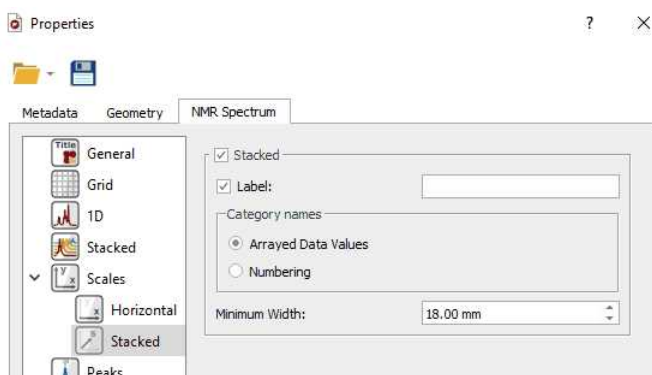 Properties
?
Metadata
Geometry
NMR Spectrum
Title
General
Grid
1D
Stacked
y x
Scales
x
Horizontal
Stacked
Peaks
Stacked
Label:
Category names
Arrayed Data Values
Numbering
Minimum Width:
18.00 mm